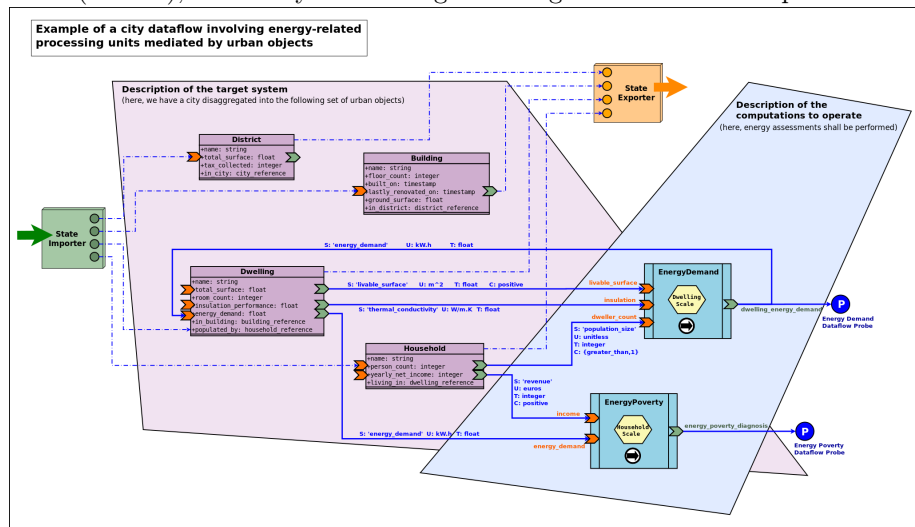 Example of a city dataflow involving energy-related
processing units mediated by urban objects
Description of the target system
(here, we have a city disaggregated into the following set of urban objects)
State
Exporter
Description of the
computations to operate
(here, energy assessments shall be performed)
District
+name: string
+total_surface: float
+tax_collected: integer
+in_city: city_reference
Building
+name: string
+floor_count: integer
+built_on: timestamp
+lastly_renovated_on: timestamp
+ground_surface: float
+in_district: district_reference
State
Importer
S: 'energy_demand' U: kW.h T: float
Dwelling
+name: string
+total_surface: float
+room_count: integer
+insulation_performance: float
+energy_demand: float
+in_building: building_reference
+populated_by: household_reference
S: 'livable_surface' U: m^2 T: float C: positive
S: 'thermal_conductivity' U: W/m.K T: float
livable_surface
insulation
dweller_count
EnergyDemand
Dwelling
Scale
dwelling_energy_demand
P
Energy Demand
Dataflow Probe
S: 'population_size'
U: unitless
T: integer
C: {greater_than,1}
Household
+name: string
+person_count: integer
+yearly_net_income: integer
+living_in: dwelling_reference
S: 'revenue'
U: euros
T: integer
C: positive
S: 'energy_demand' U: kW.h T: float
income
energy_demand
EnergyPoverty
Household
Scale
energy_poverty_diagnosis
P
Energy Poverty
Dataflow Probe